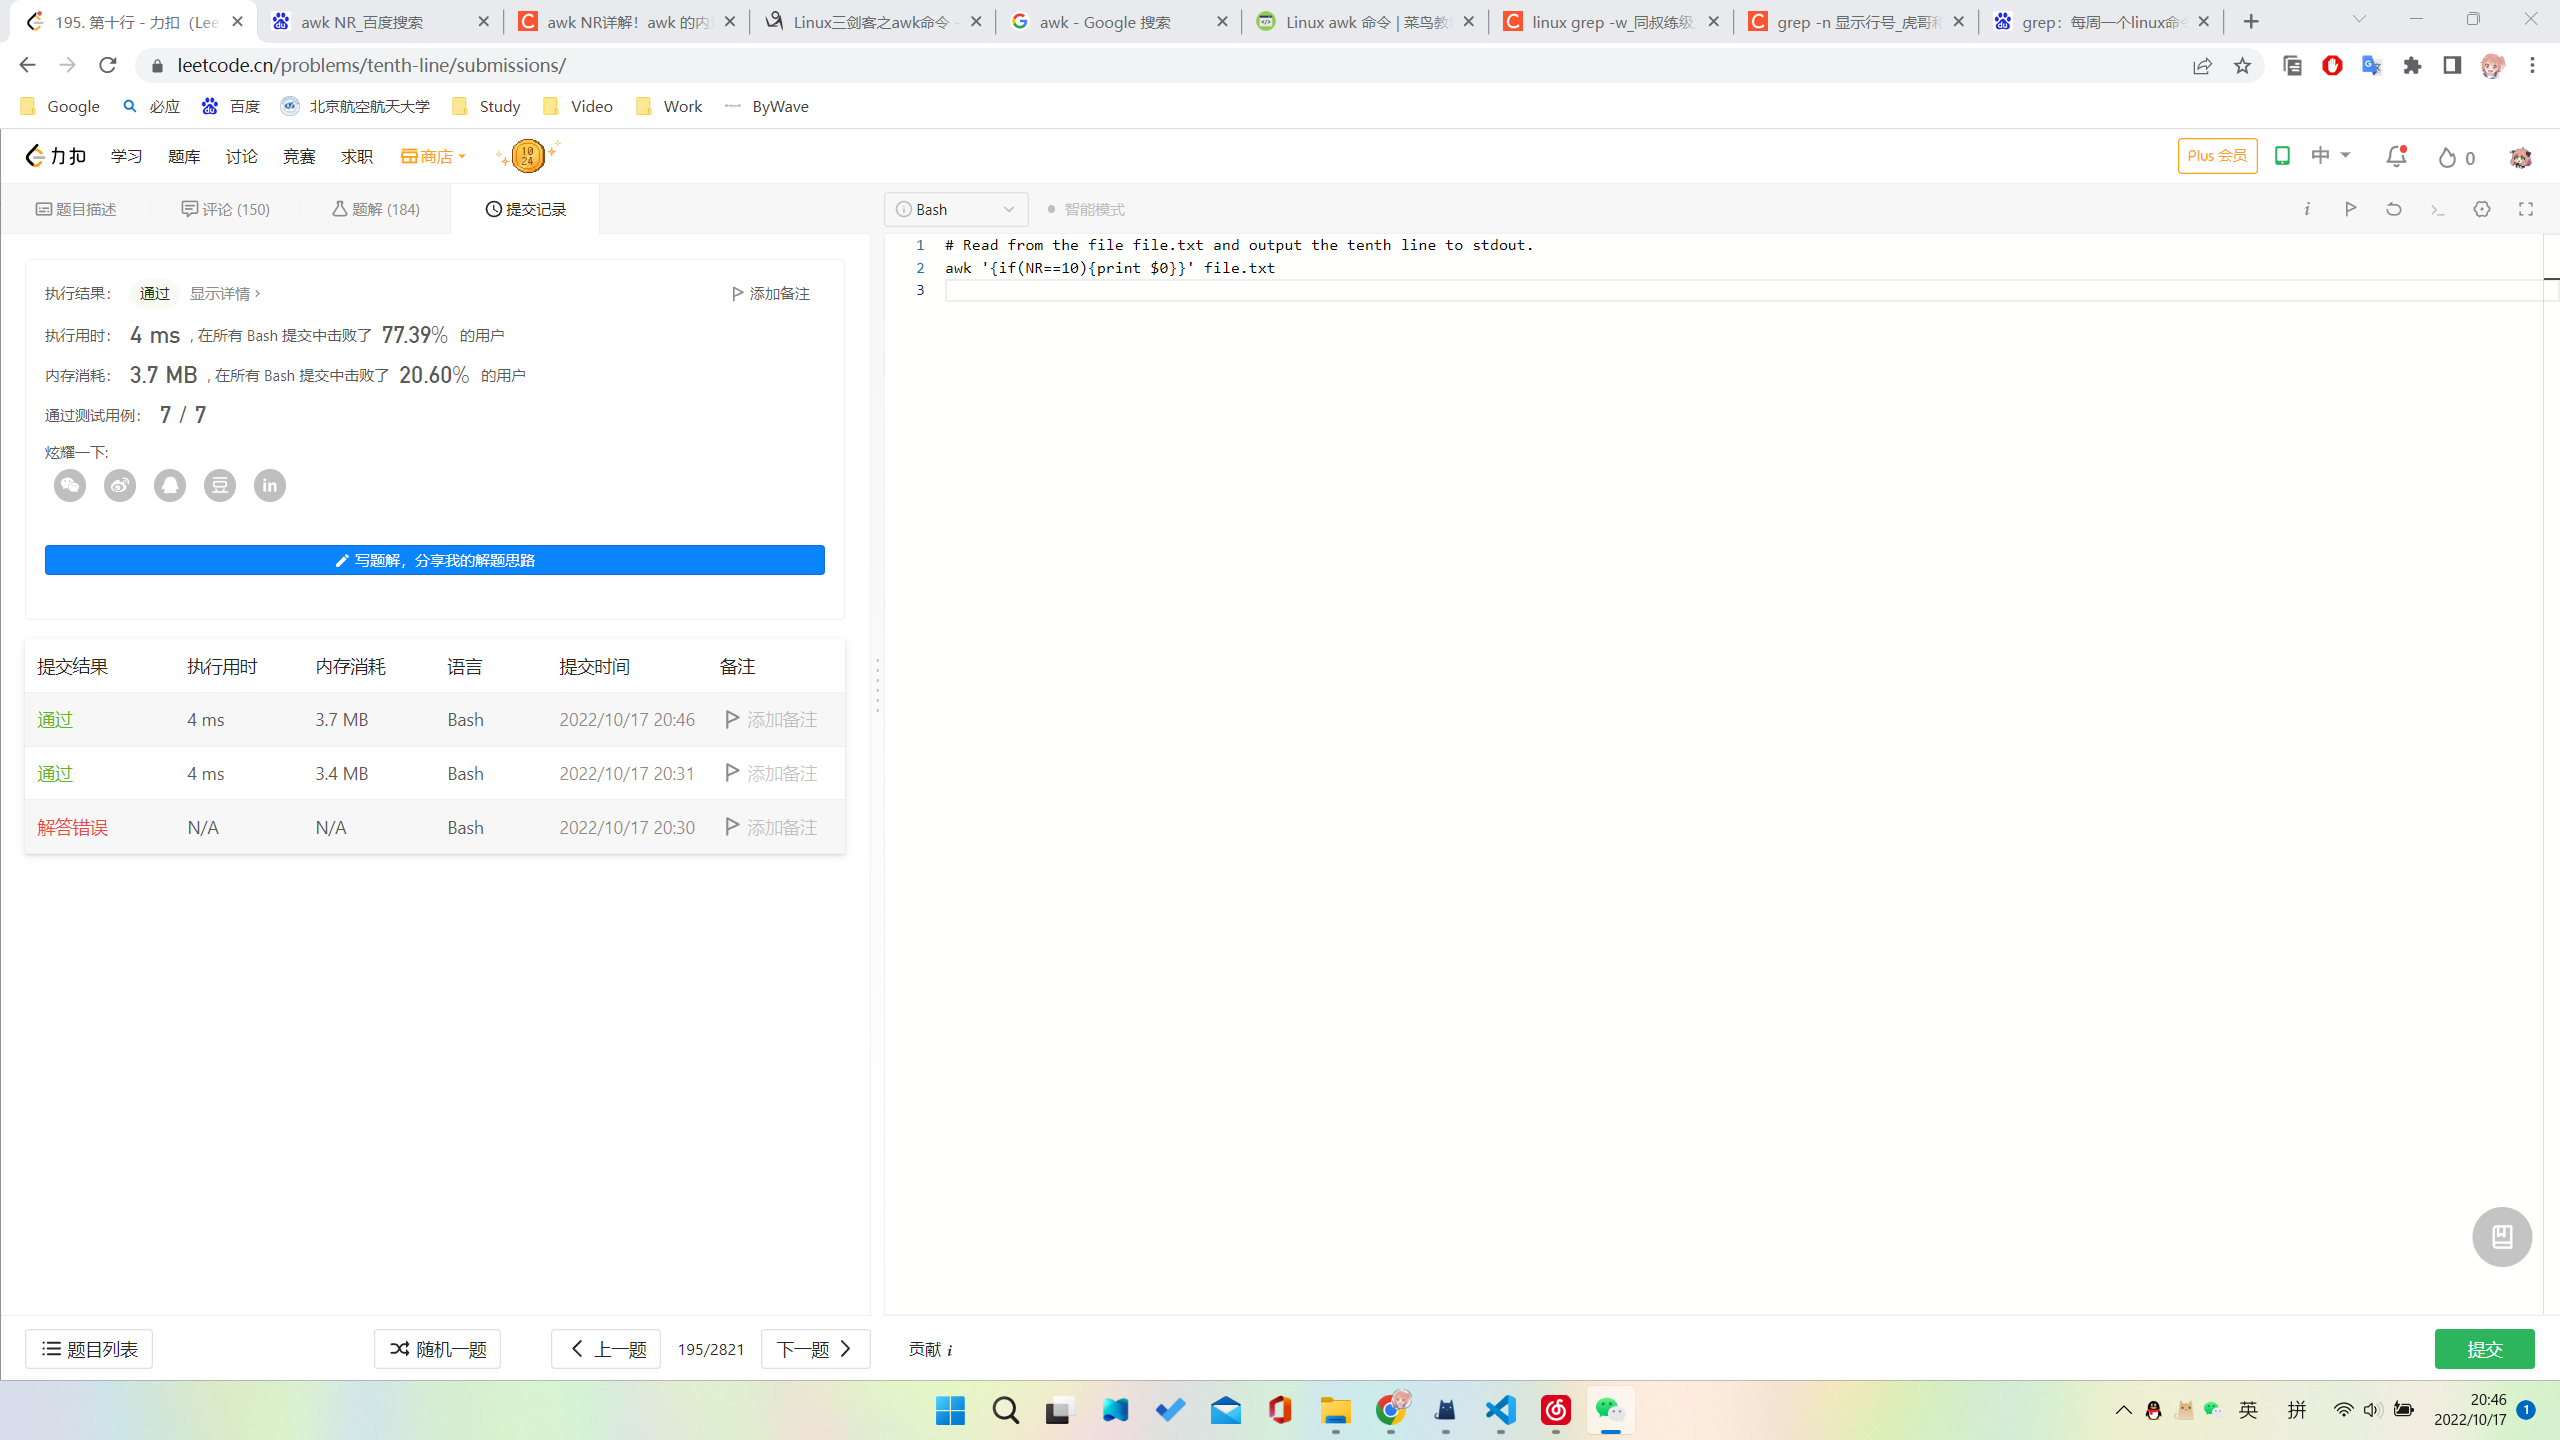 195. 第十行 - 力扣（Lee
awk NR_百度搜索
awk NR详解！awk 的内
Linux三剑客之awk命令 -
awk - Google 搜索
Linux awk 命令 | 菜鸟教
linux grep -w_同叔练级
grep -n 显示行号_虎哥和
grep：每周一个linux命令
leetcode.cn/problems/tenth-line/submissions/
Google
必应
百度
北京航空航天大学
Study
Video
Work
ByWave
力扣
学习
题库
讨论
竞赛
求职
商店
10
24
Plus 会员
中
0
题目描述
评论 (150)
题解 (184)
提交记录
Bash
智能模式
执行结果：
通过
显示详情 ›
添加备注
执行用时：
4 ms , 在所有 Bash 提交中击败了 77.39% 的用户
内存消耗：
3.7 MB , 在所有 Bash 提交中击败了 20.60% 的用户
通过测试用例：
7 / 7
炫耀一下:
写题解，分享我的解题思路
提交结果 执行用时 内存消耗 语言 提交时间 备注
通过 4 ms 3.7 MB Bash 2022/10/17 20:46 添加备注
通过 4 ms 3.4 MB Bash 2022/10/17 20:31 添加备注
解答错误 N/A N/A Bash 2022/10/17 20:30 添加备注
1 # Read from the file file.txt and output the tenth line to stdout.
2 awk '{if(NR==10){print $0}}' file.txt
3
题目列表
随机一题
上一题
195/2821
下一题
贡献 i
提交
英
拼
20:46
2022/10/17
1